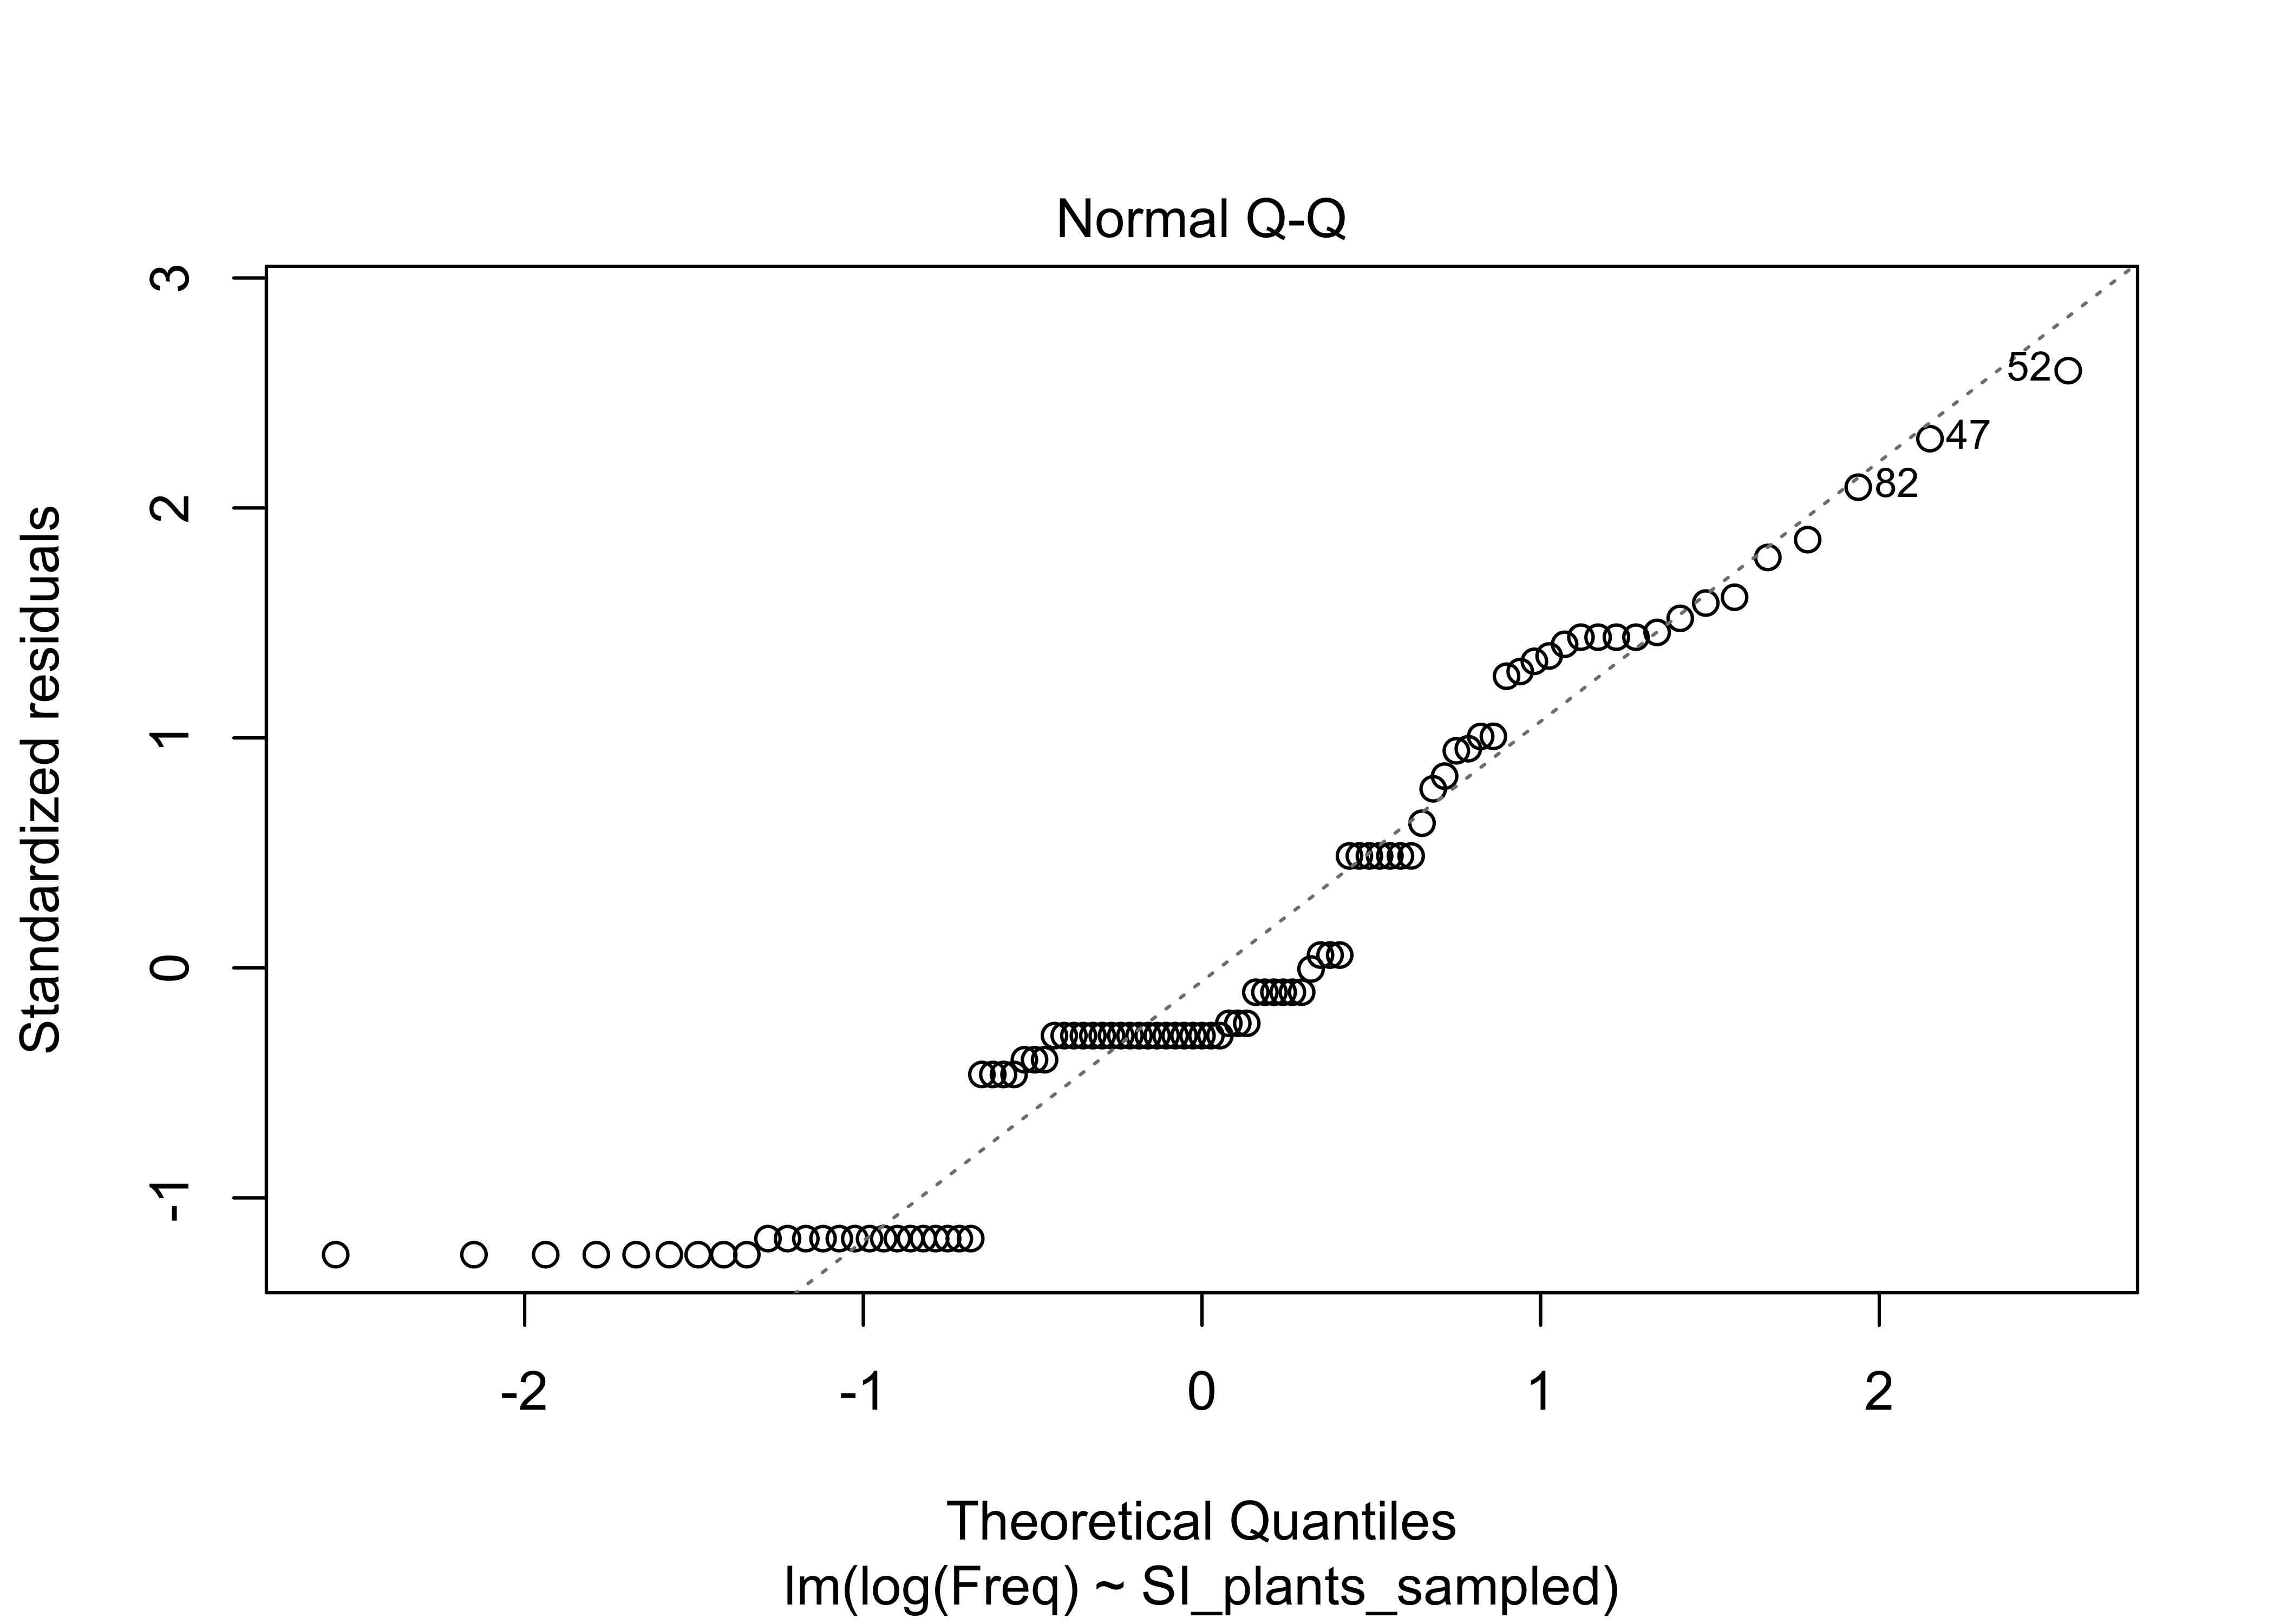 Normal Q-Q
Standardized residuals
3
2
1
0
-1
52
47
82
-2 -1 0 1 2
Theoretical Quantiles
lm(log(Freq) ~ SI_plants_sampled)